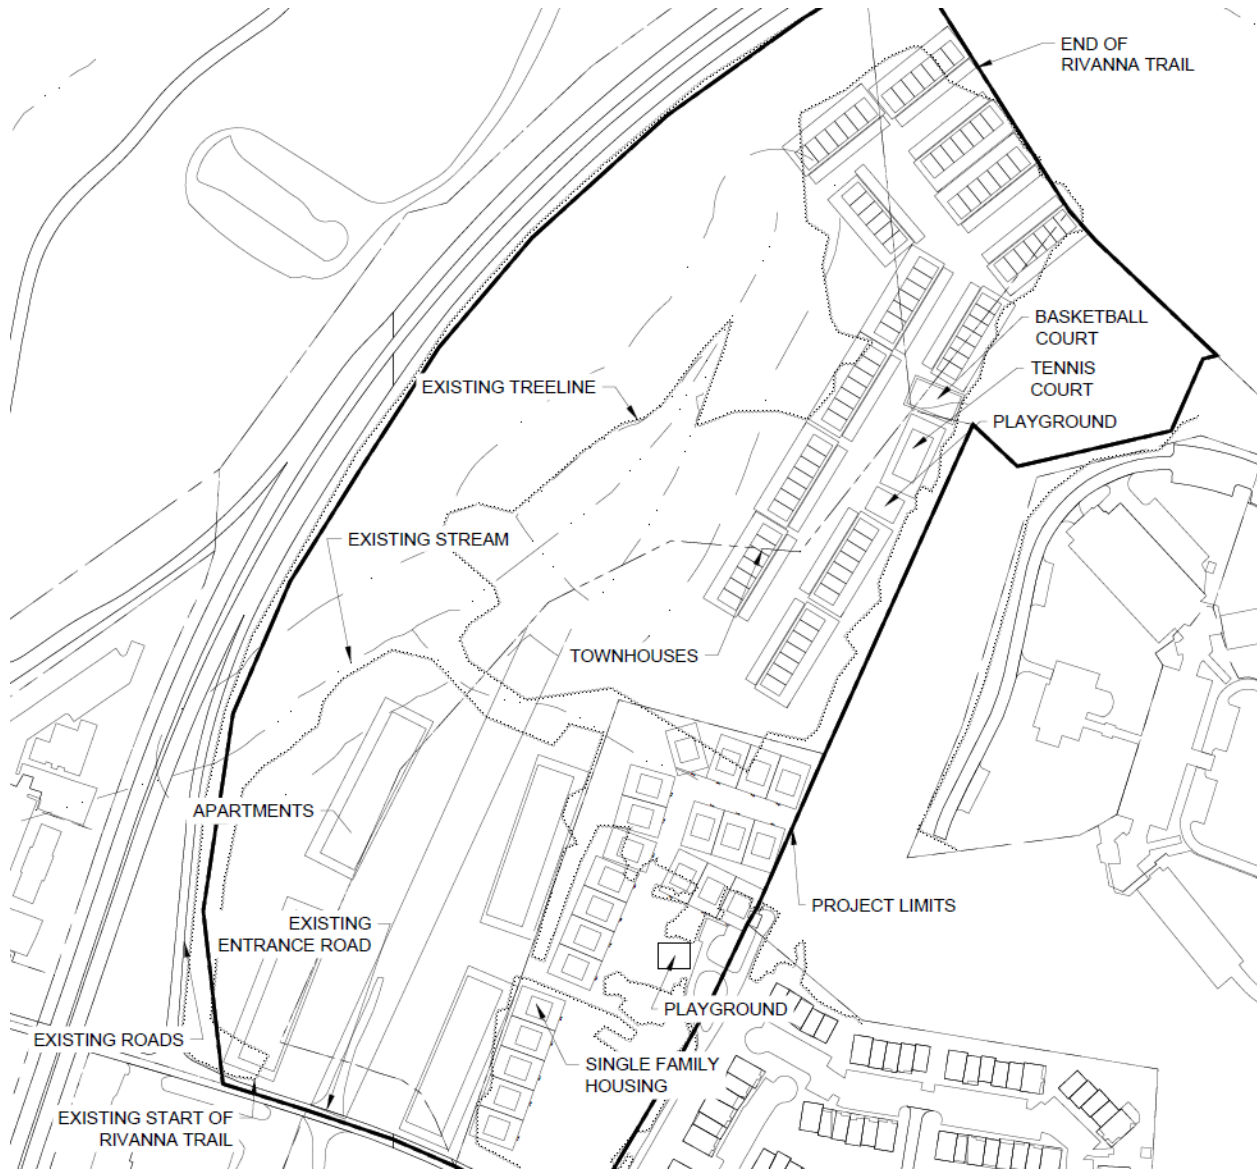 END OF
RIVANNA TRAIL
BASKETBALL
COURT
TENNIS
COURT
EXISTING TREELINE
PLAYGROUND
EXISTING STREAM
TOWNHOUSES
APARTMENTS
PROJECT LIMITS
EXISTING
ENTRANCE ROAD
PLAYGROUND
EXISTING ROADS
SINGLE FAMILY
HOUSING
EXISTING START OF
RIVANNA TRAIL